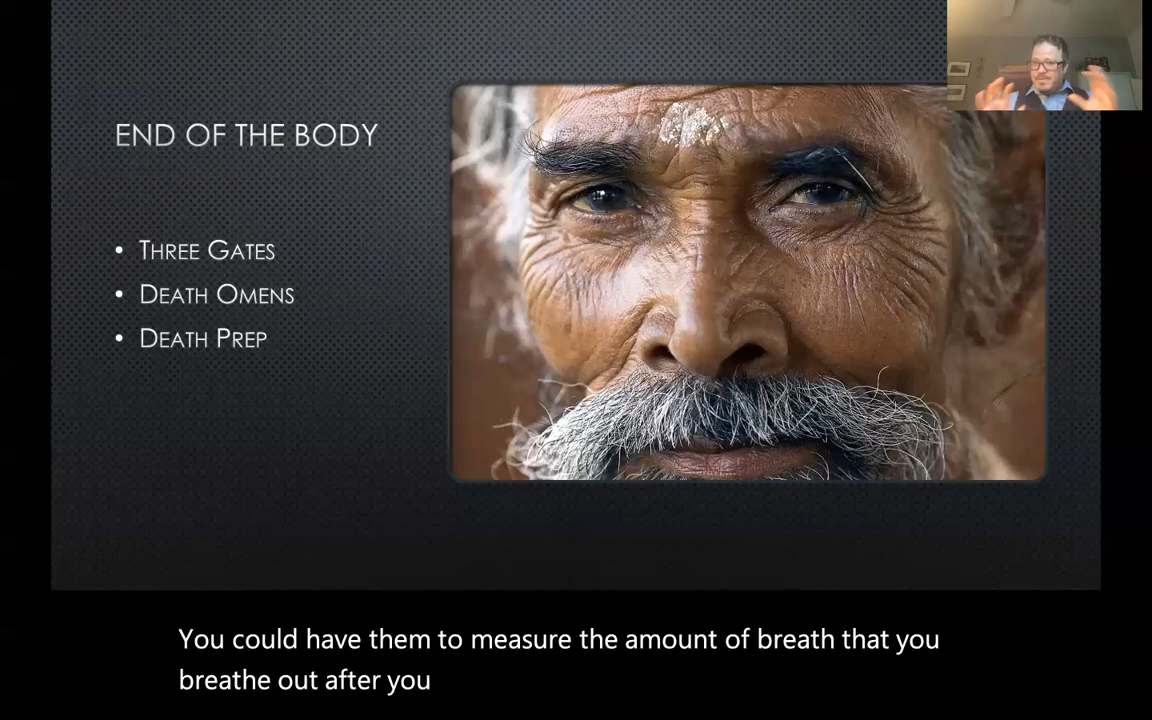 END OF THE BODY
• Three Gates
• Death Omens
• Death Prep
You could have them to measure the amount of breath that you
breathe out after you